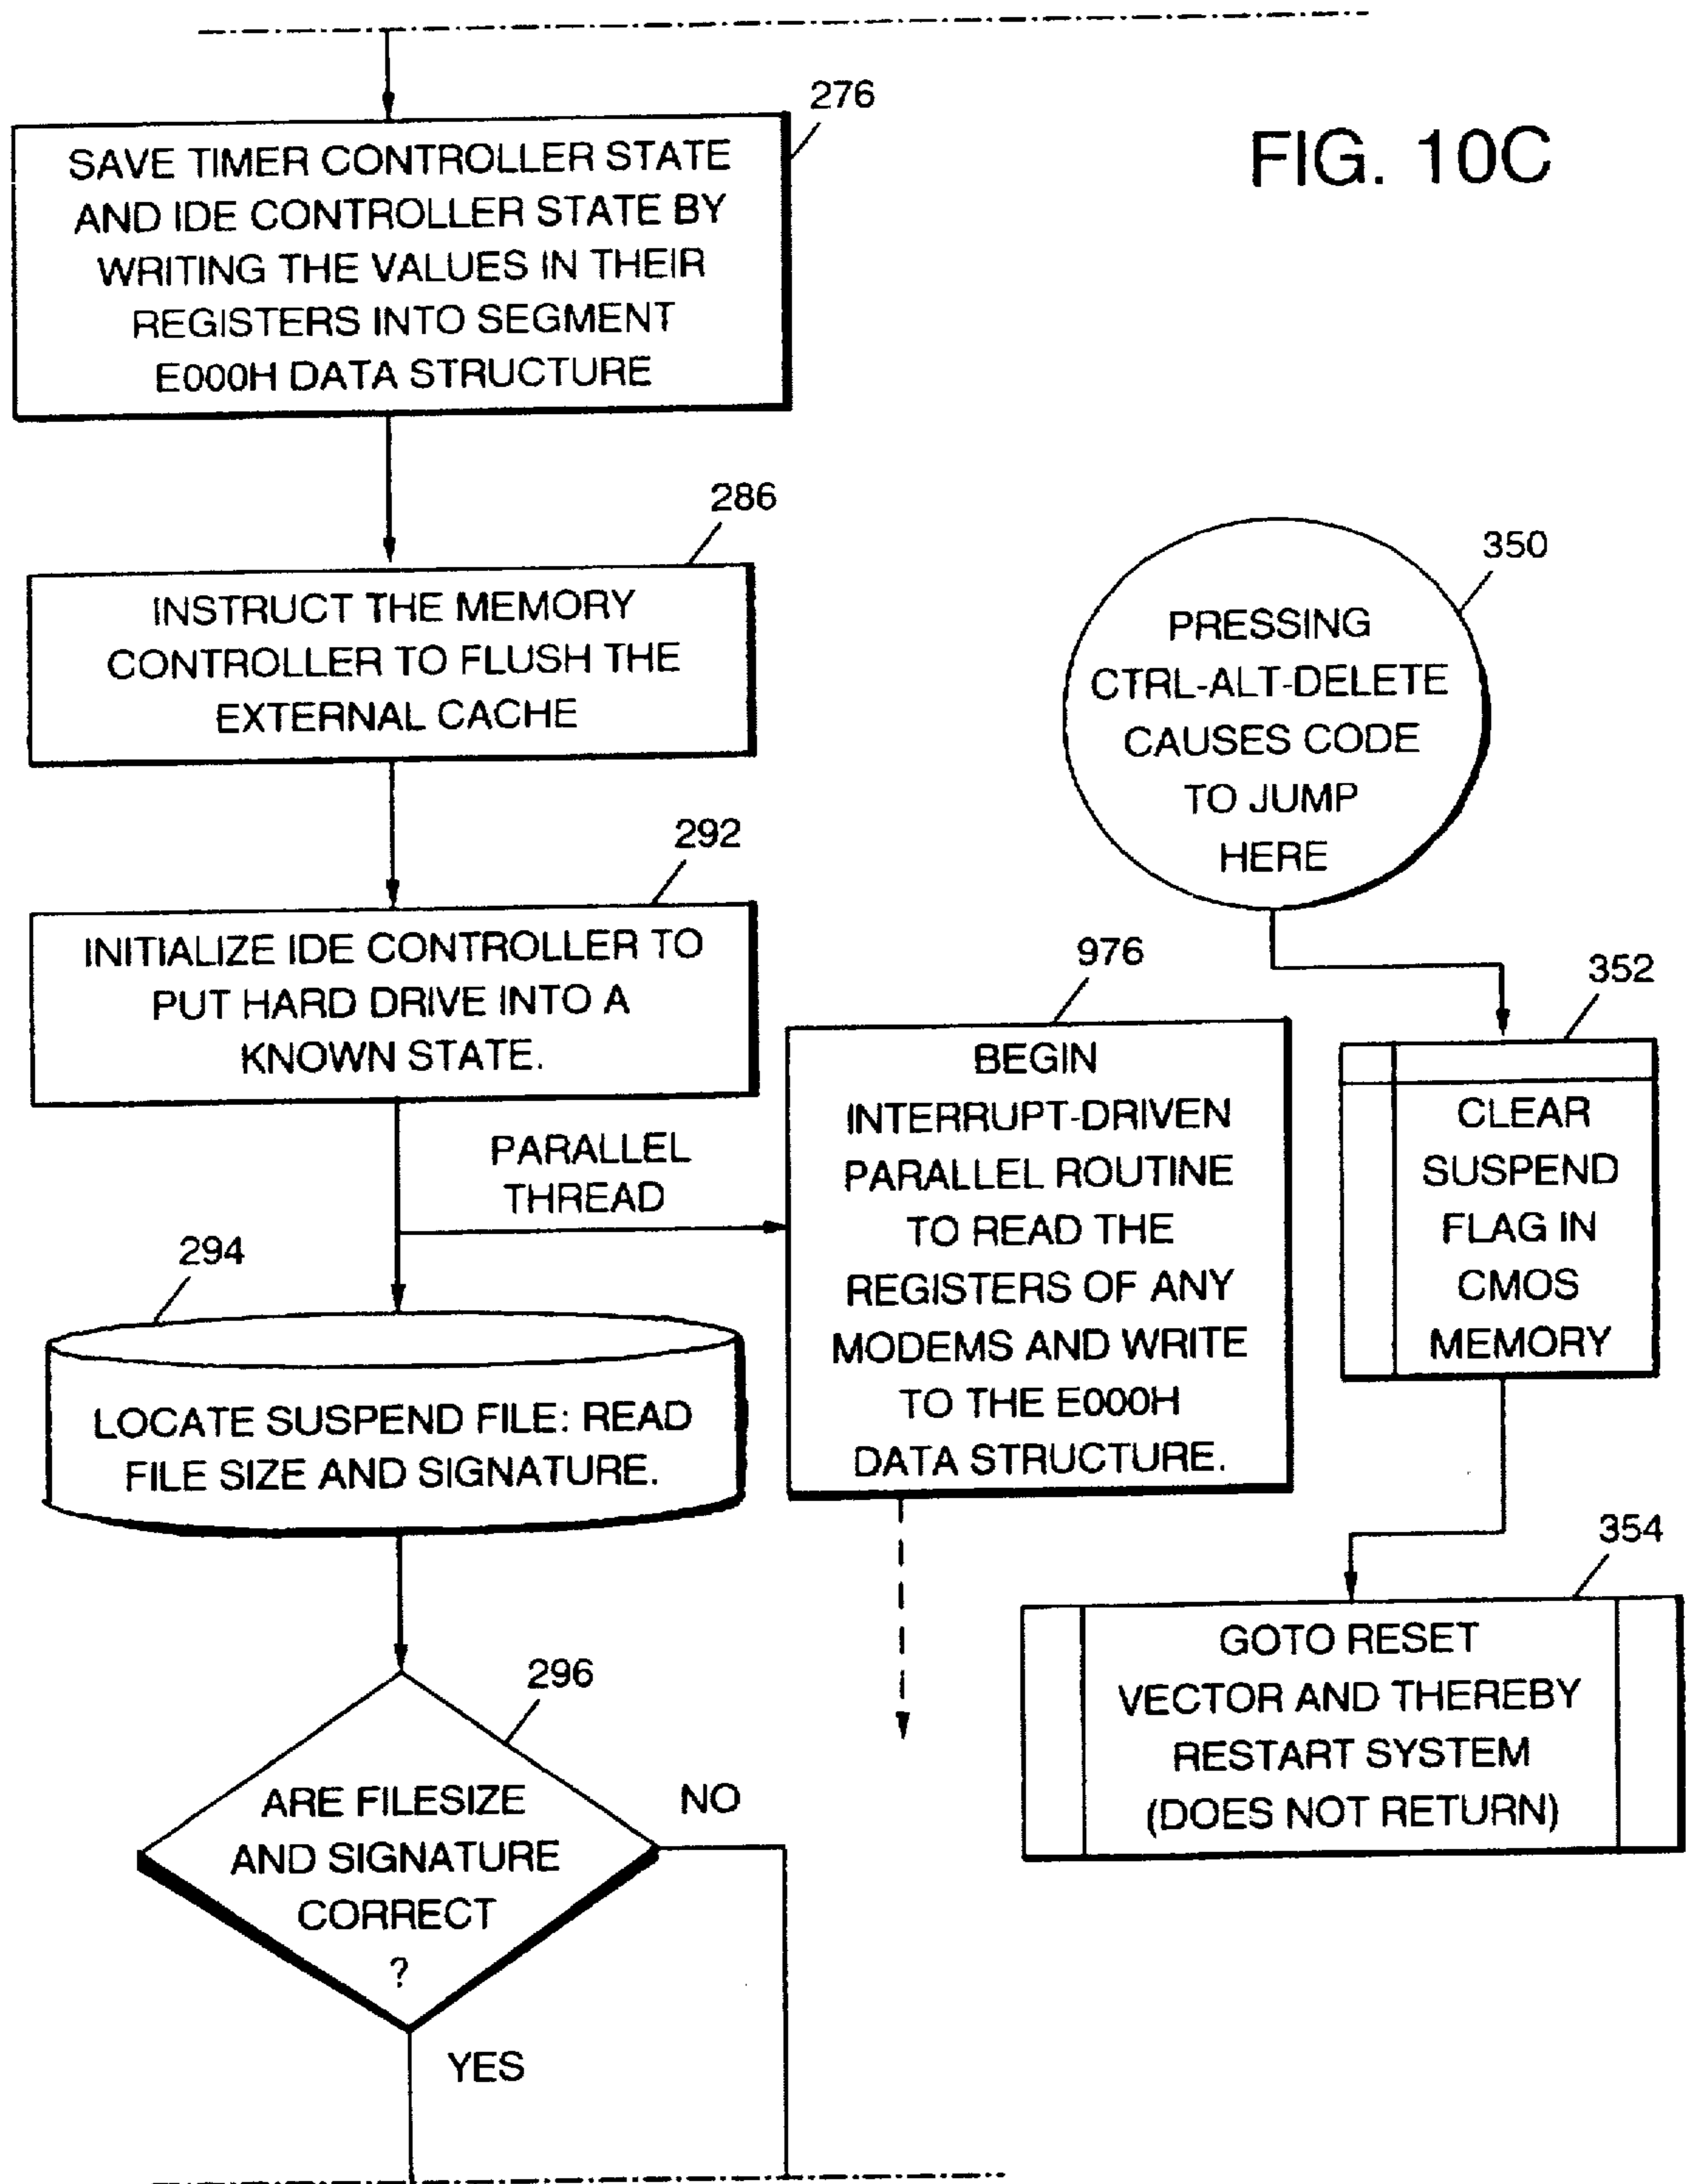 FIG. 10C
276
SAVE TIMER CONTROLLER STATE
AND IDE CONTROLLER STATE BY
WRITING THE VALUES IN THEIR
REGISTERS INTO SEGMENT
E000H DATA STRUCTURE
286
INSTRUCT THE MEMORY
CONTROLLER TO FLUSH THE
EXTERNAL CACHE
292
INITIALIZE IDE CONTROLLER TO
PUT HARD DRIVE INTO A
KNOWN STATE.
PARALLEL
THREAD
976
BEGIN
INTERRUPT-DRIVEN
PARALLEL ROUTINE
TO READ THE
REGISTERS OF ANY
MODEMS AND WRITE
TO THE E000H
DATA STRUCTURE.
294
LOCATE SUSPEND FILE: READ
FILE SIZE AND SIGNATURE.
296
ARE FILESIZE
AND SIGNATURE
CORRECT
?
NO
YES
350
PRESSING
CTRL-ALT-DELETE
CAUSES CODE
TO JUMP
HERE
352
CLEAR
SUSPEND
FLAG IN
CMOS
MEMORY
354
GOTO RESET
VECTOR AND THEREBY
RESTART SYSTEM
(DOES NOT RETURN)